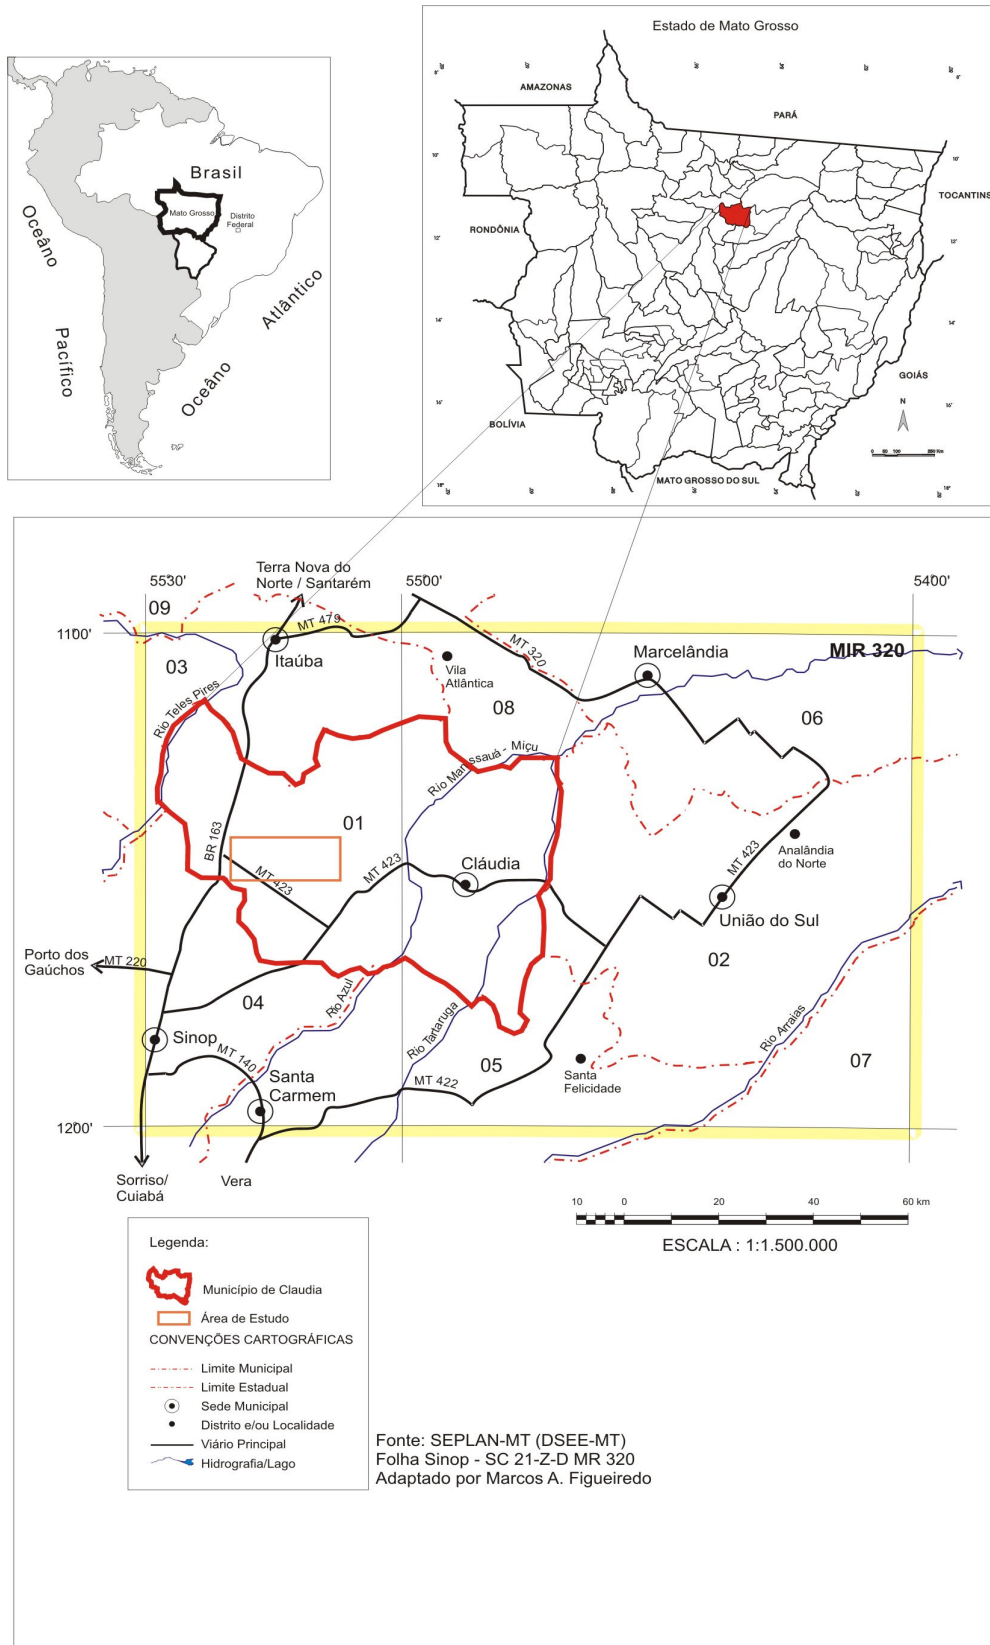 Brasil
Mato Grosso
Distrito
Federal
Oceâno
Pacífico
Oceâno
Atlântico
Estado de Mato Grosso
AMAZONAS
PARÁ
TOCANTINS
RONDÔNIA
GOIÁS
BOLÍVIA
MATO GROSSO DO SUL
N
0 50 100 200 Km
Terra Nova do
Norte / Santarém
5530'
5500'
5400'
09
1100'
MT 479
MT 320
Itaúba
Vila
Atlântica
Marcelândia
MIR 320
03
08
06
Rio Teles Pires
Rio Manissauá - Miçu
BR 163
01
MT 423
MT 423
Cláudia
MT 423
Analândia
do Norte
União do Sul
02
Porto dos
Gaúchos
MT 220
04
Rio Azul
Rio Tartaruga
Rio Arraias
Sinop
MT 140
05
07
Santa
Carmem
MT 422
Santa
Felicidade
1200'
Sorriso/
Cuiabá
Vera
10 0 20 40 60 km
ESCALA : 1:1.500.000
Legenda:
Município de Claudia
Área de Estudo
CONVENÇÕES CARTOGRÁFICAS
Limite Municipal
Limite Estadual
Sede Municipal
Distrito e/ou Localidade
Viário Principal
Hidrografia/Lago
Fonte: SEPLAN-MT (DSEE-MT)
Folha Sinop - SC 21-Z-D MR 320
Adaptado por Marcos A. Figueiredo